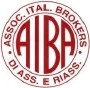 ASSOC. ITAL. BROKERS
AIBA
DI ASS. E RIASS.